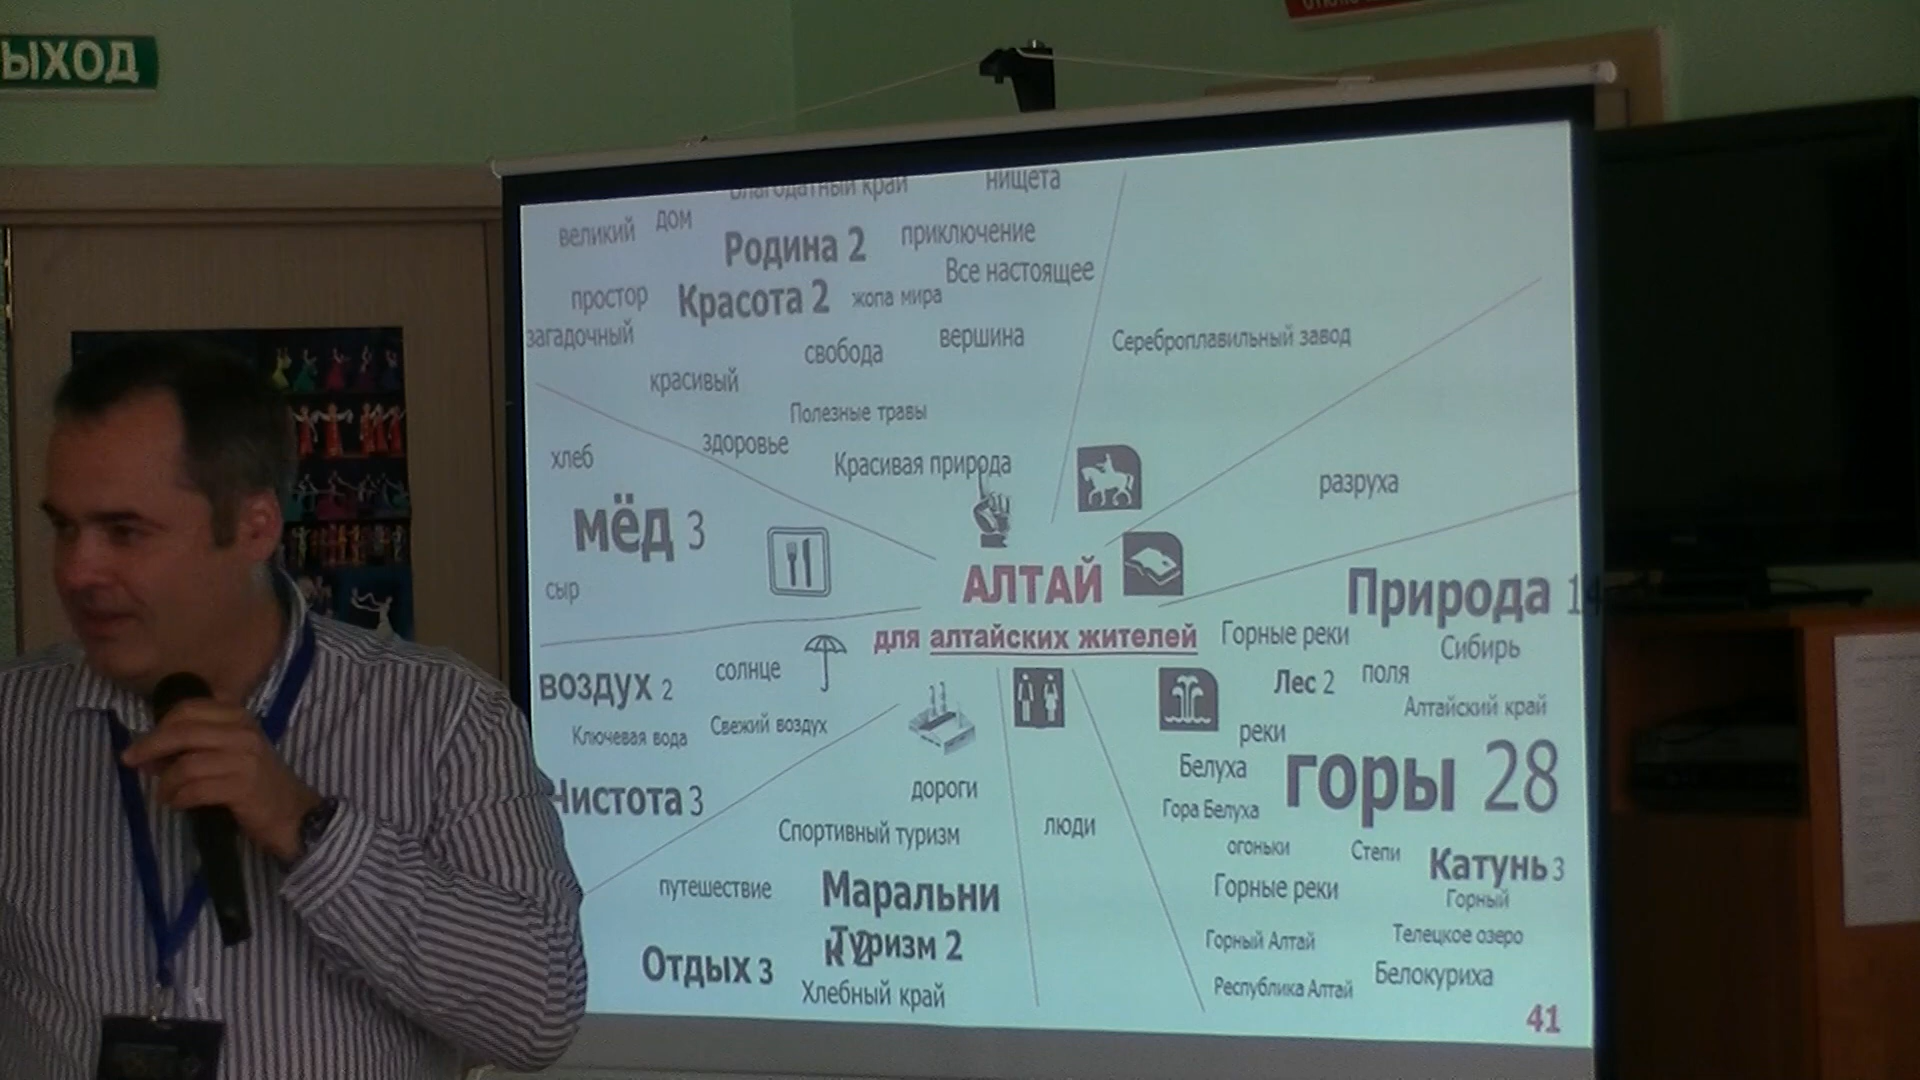 ЫХОД
Благодатный край
нищета
великий
дом
Родина 2
приключение
Все настоящее
простор
Красота 2
жопа мира
загадочный
свобода
вершина
красивый
Полезные травы
здоровье
Красивая природа
Сереброплавильный завод
разруха
хлеб
мёд 3
сыр
АЛТАЙ
для алтайских жителей
воздух 2
солнце
Ключевая вода
Свежий воздух
Чистота 3
дороги
Спортивный туризм
путешествие
Маральни
к 2
Туризм 2
Отдых 3
Хлебный край
люди
Природа 14
Горные реки
Сибирь
Лес 2
поля
Алтайский край
реки
Белуха
горы 28
Гора Белуха
огоньки
Степи
Катунь 3
Горные реки
Горный
Горный Алтай
Телецкое озеро
Республика Алтай
Белокуриха
41